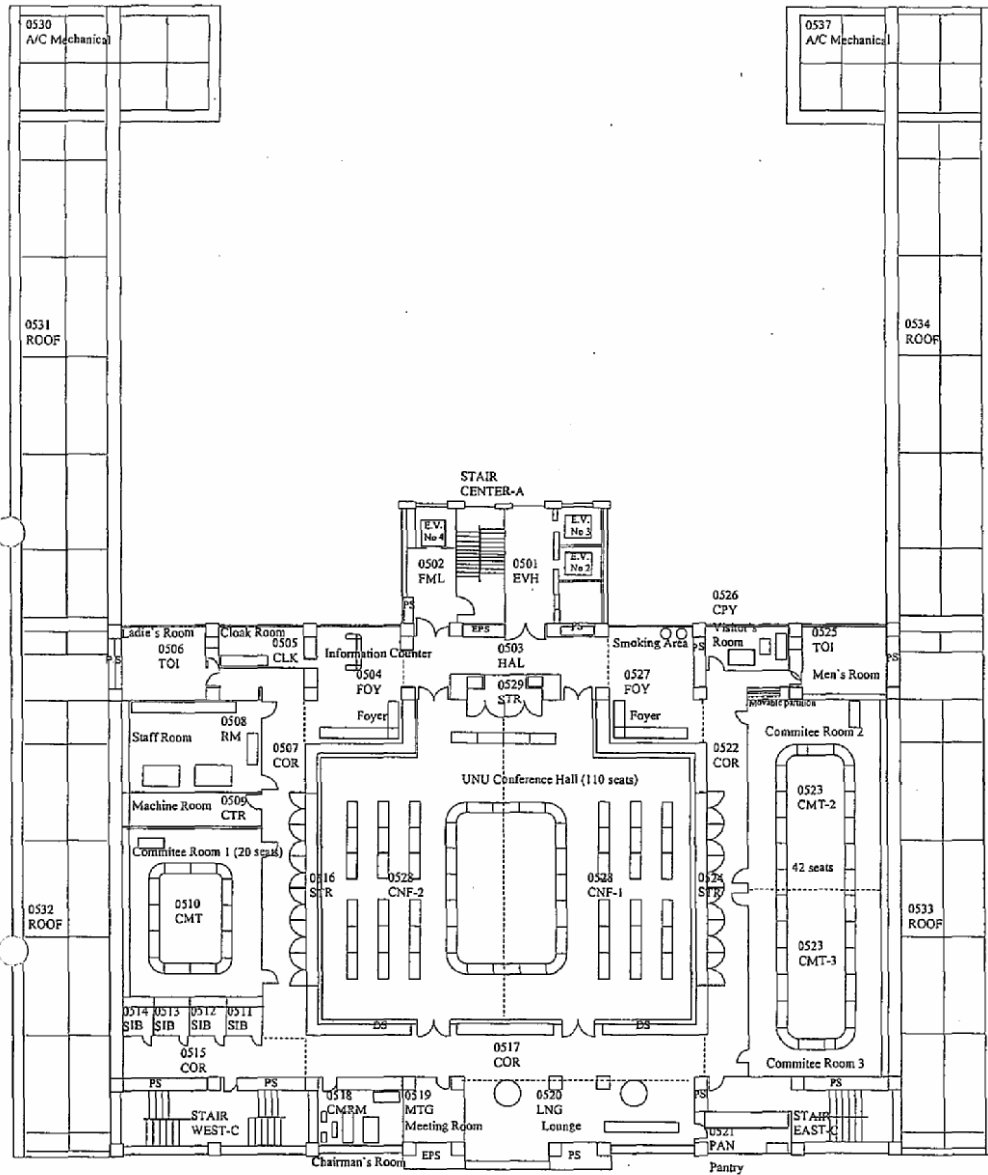 0530
A/C Mechanical
0537
A/C Mechanical
0531
ROOF
0534
ROOF
STAIR
CENTER-A
E.V.
No 4
E.V.
No 3
E.V.
No 2
0502
FML
0501
EVH
PS
EPS
PS
0526
CPY
Visitor's
Room
Ladie's Room
0506
TOI
Cloak Room
0505
CLK
Information Counter
0504
FOY
0503
HAL
Smoking Area
PS
0525
TOI
Men's Room
PS
PS
0529
STR
0527
FOY
Foyer
Foyer
Movable partition
0508
RM
Staff Room
0507
COR
0522
COR
Commitee Room 2
UNU Conference Hall (110 seats)
0523
CMT-2
Machine Room
0509
CTR
Commitee Room 1 (20 seats)
0510
CMT
0516
STR
0528
CNF-2
0528
CNF-1
0524
STR
42 seats
0532
ROOF
0533
ROOF
0523
CMT-3
0514
SIB
0513
SIB
0512
SIB
0511
SIB
DS
DS
0515
COR
0517
COR
Commitee Room 3
PS
PS
PS
PS
0518
CMRM
0519
MTG
Meeting Room
0520
LNG
Lounge
STAIR
WEST-C
STAIR
EAST-C
0521
PAN
Chairman's Room
EPS
PS
Pantry